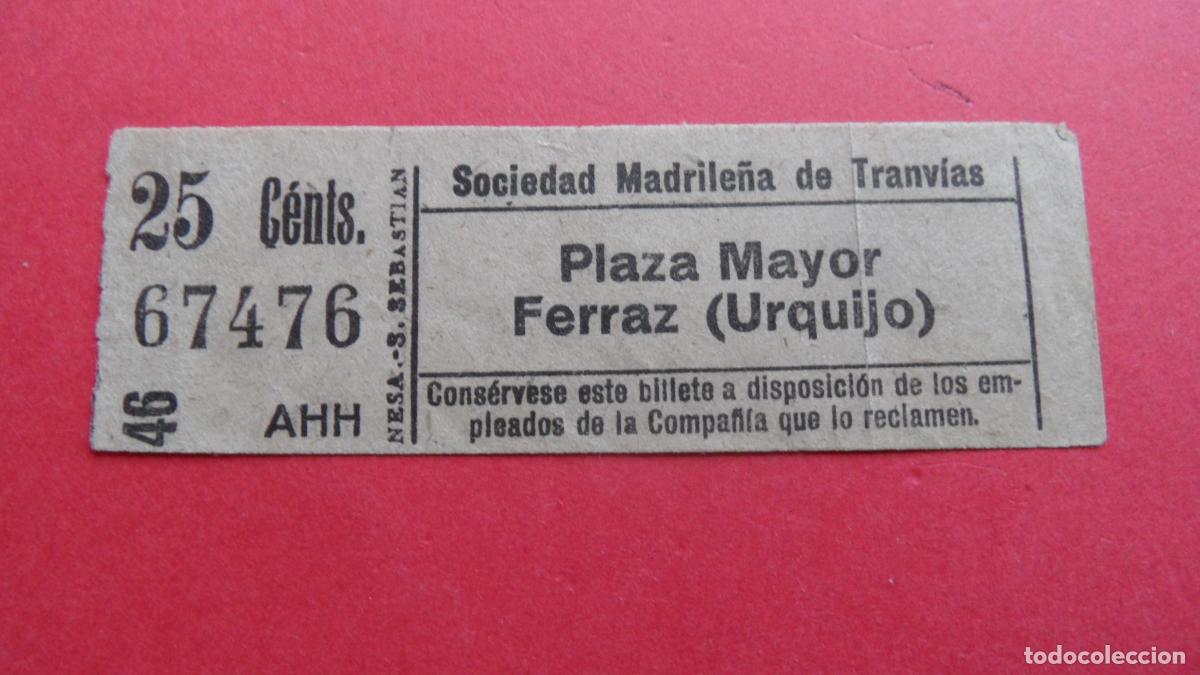 25 Cénts.
67476
46
AHH
NESA.-S. SEBASTIAN
Sociedad Madrileña de Tranvías
Plaza Mayor
Ferraz (Urquijo)
Consérvese este billete a disposición de los em-
pleados de la Compañía que lo reclamen.
todocoleccion